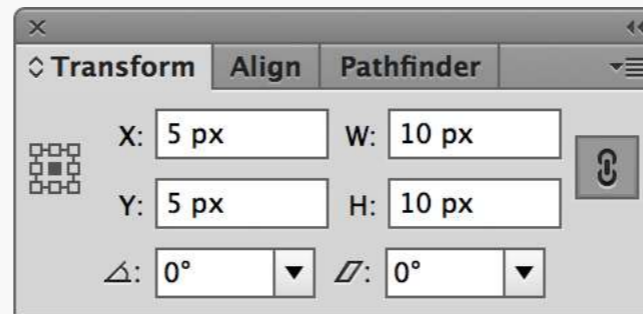 Transform Align Pathfinder
X: 5 px W: 10 px
Y: 5 px H: 10 px
: 0° : 0°